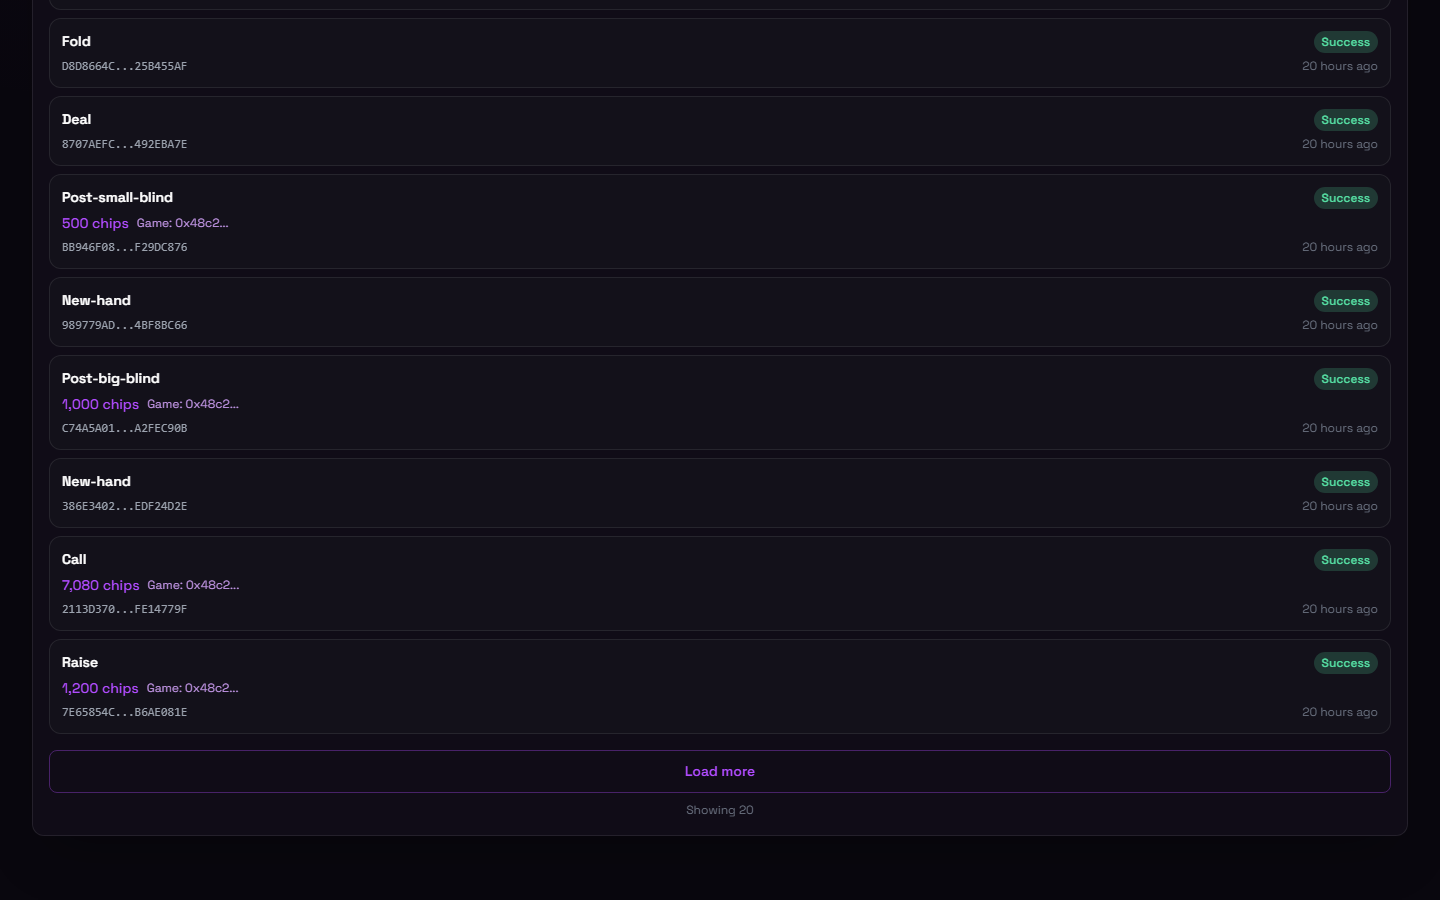 Fold
Success
D8D8664C...25B455AF
20 hours ago
Deal
Success
8707AEFC...492EBA7E
20 hours ago
Post-small-blind
Success
500 chips Game: 0x48c2...
BB946F08...F29DC876
20 hours ago
New-hand
Success
989779AD...4BF8BC66
20 hours ago
Post-big-blind
Success
1,000 chips Game: 0x48c2...
C74A5A01...A2FEC90B
20 hours ago
New-hand
Success
386E3402...EDF24D2E
20 hours ago
Call
Success
7,080 chips Game: 0x48c2...
2113D370...FE14779F
20 hours ago
Raise
Success
1,200 chips Game: 0x48c2...
7E65854C...B6AE081E
20 hours ago
Load more
Showing 20